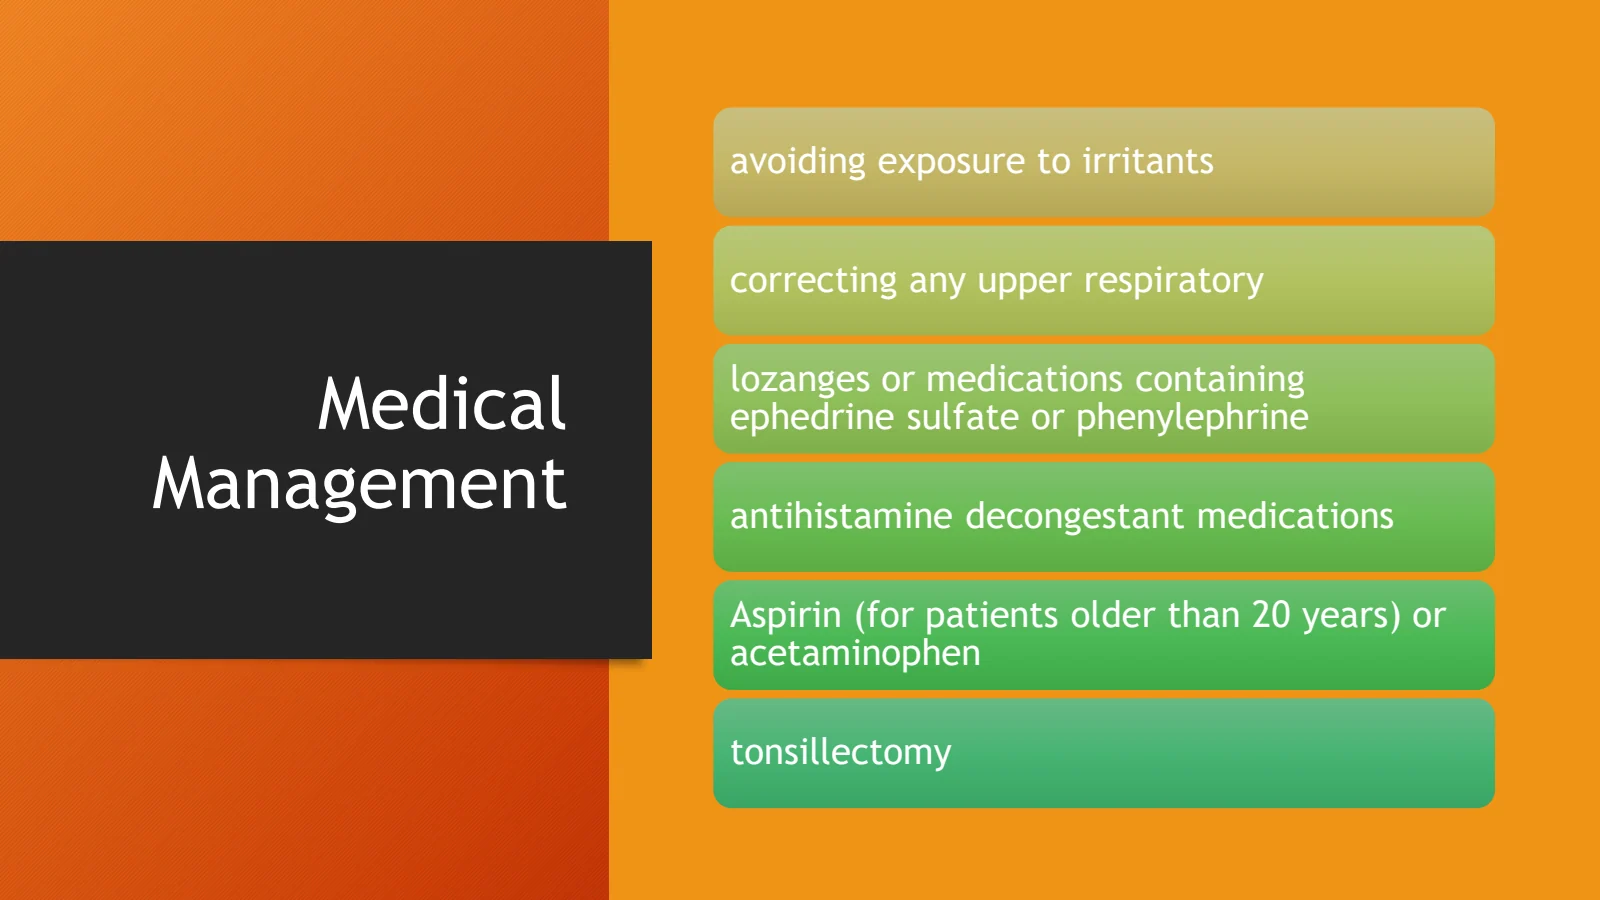 Medical
Management
avoiding exposure to irritants
correcting any upper respiratory
lozanges or medications containing
ephedrine sulfate or phenylephrine
antihistamine decongestant medications
Aspirin (for patients older than 20 years) or
acetaminophen
tonsillectomy